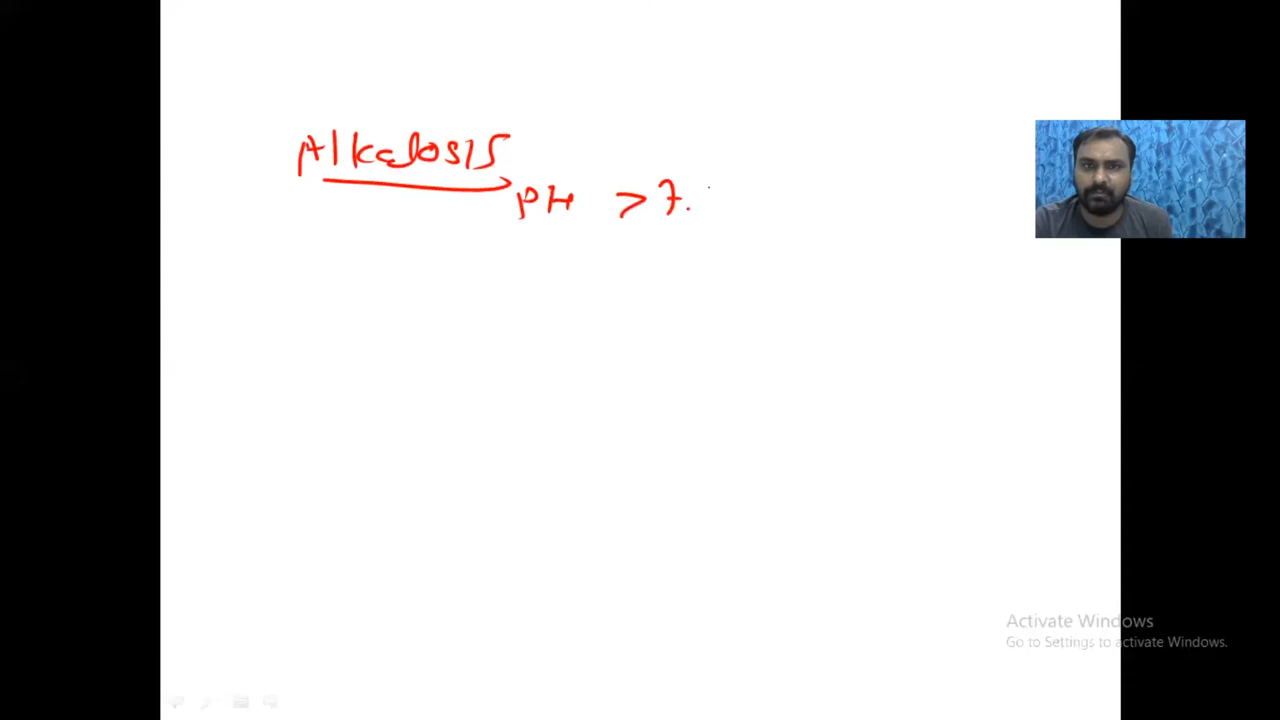 Alkalosis
PH > 7.
Activate Windows
Go to Settings to activate Windows.